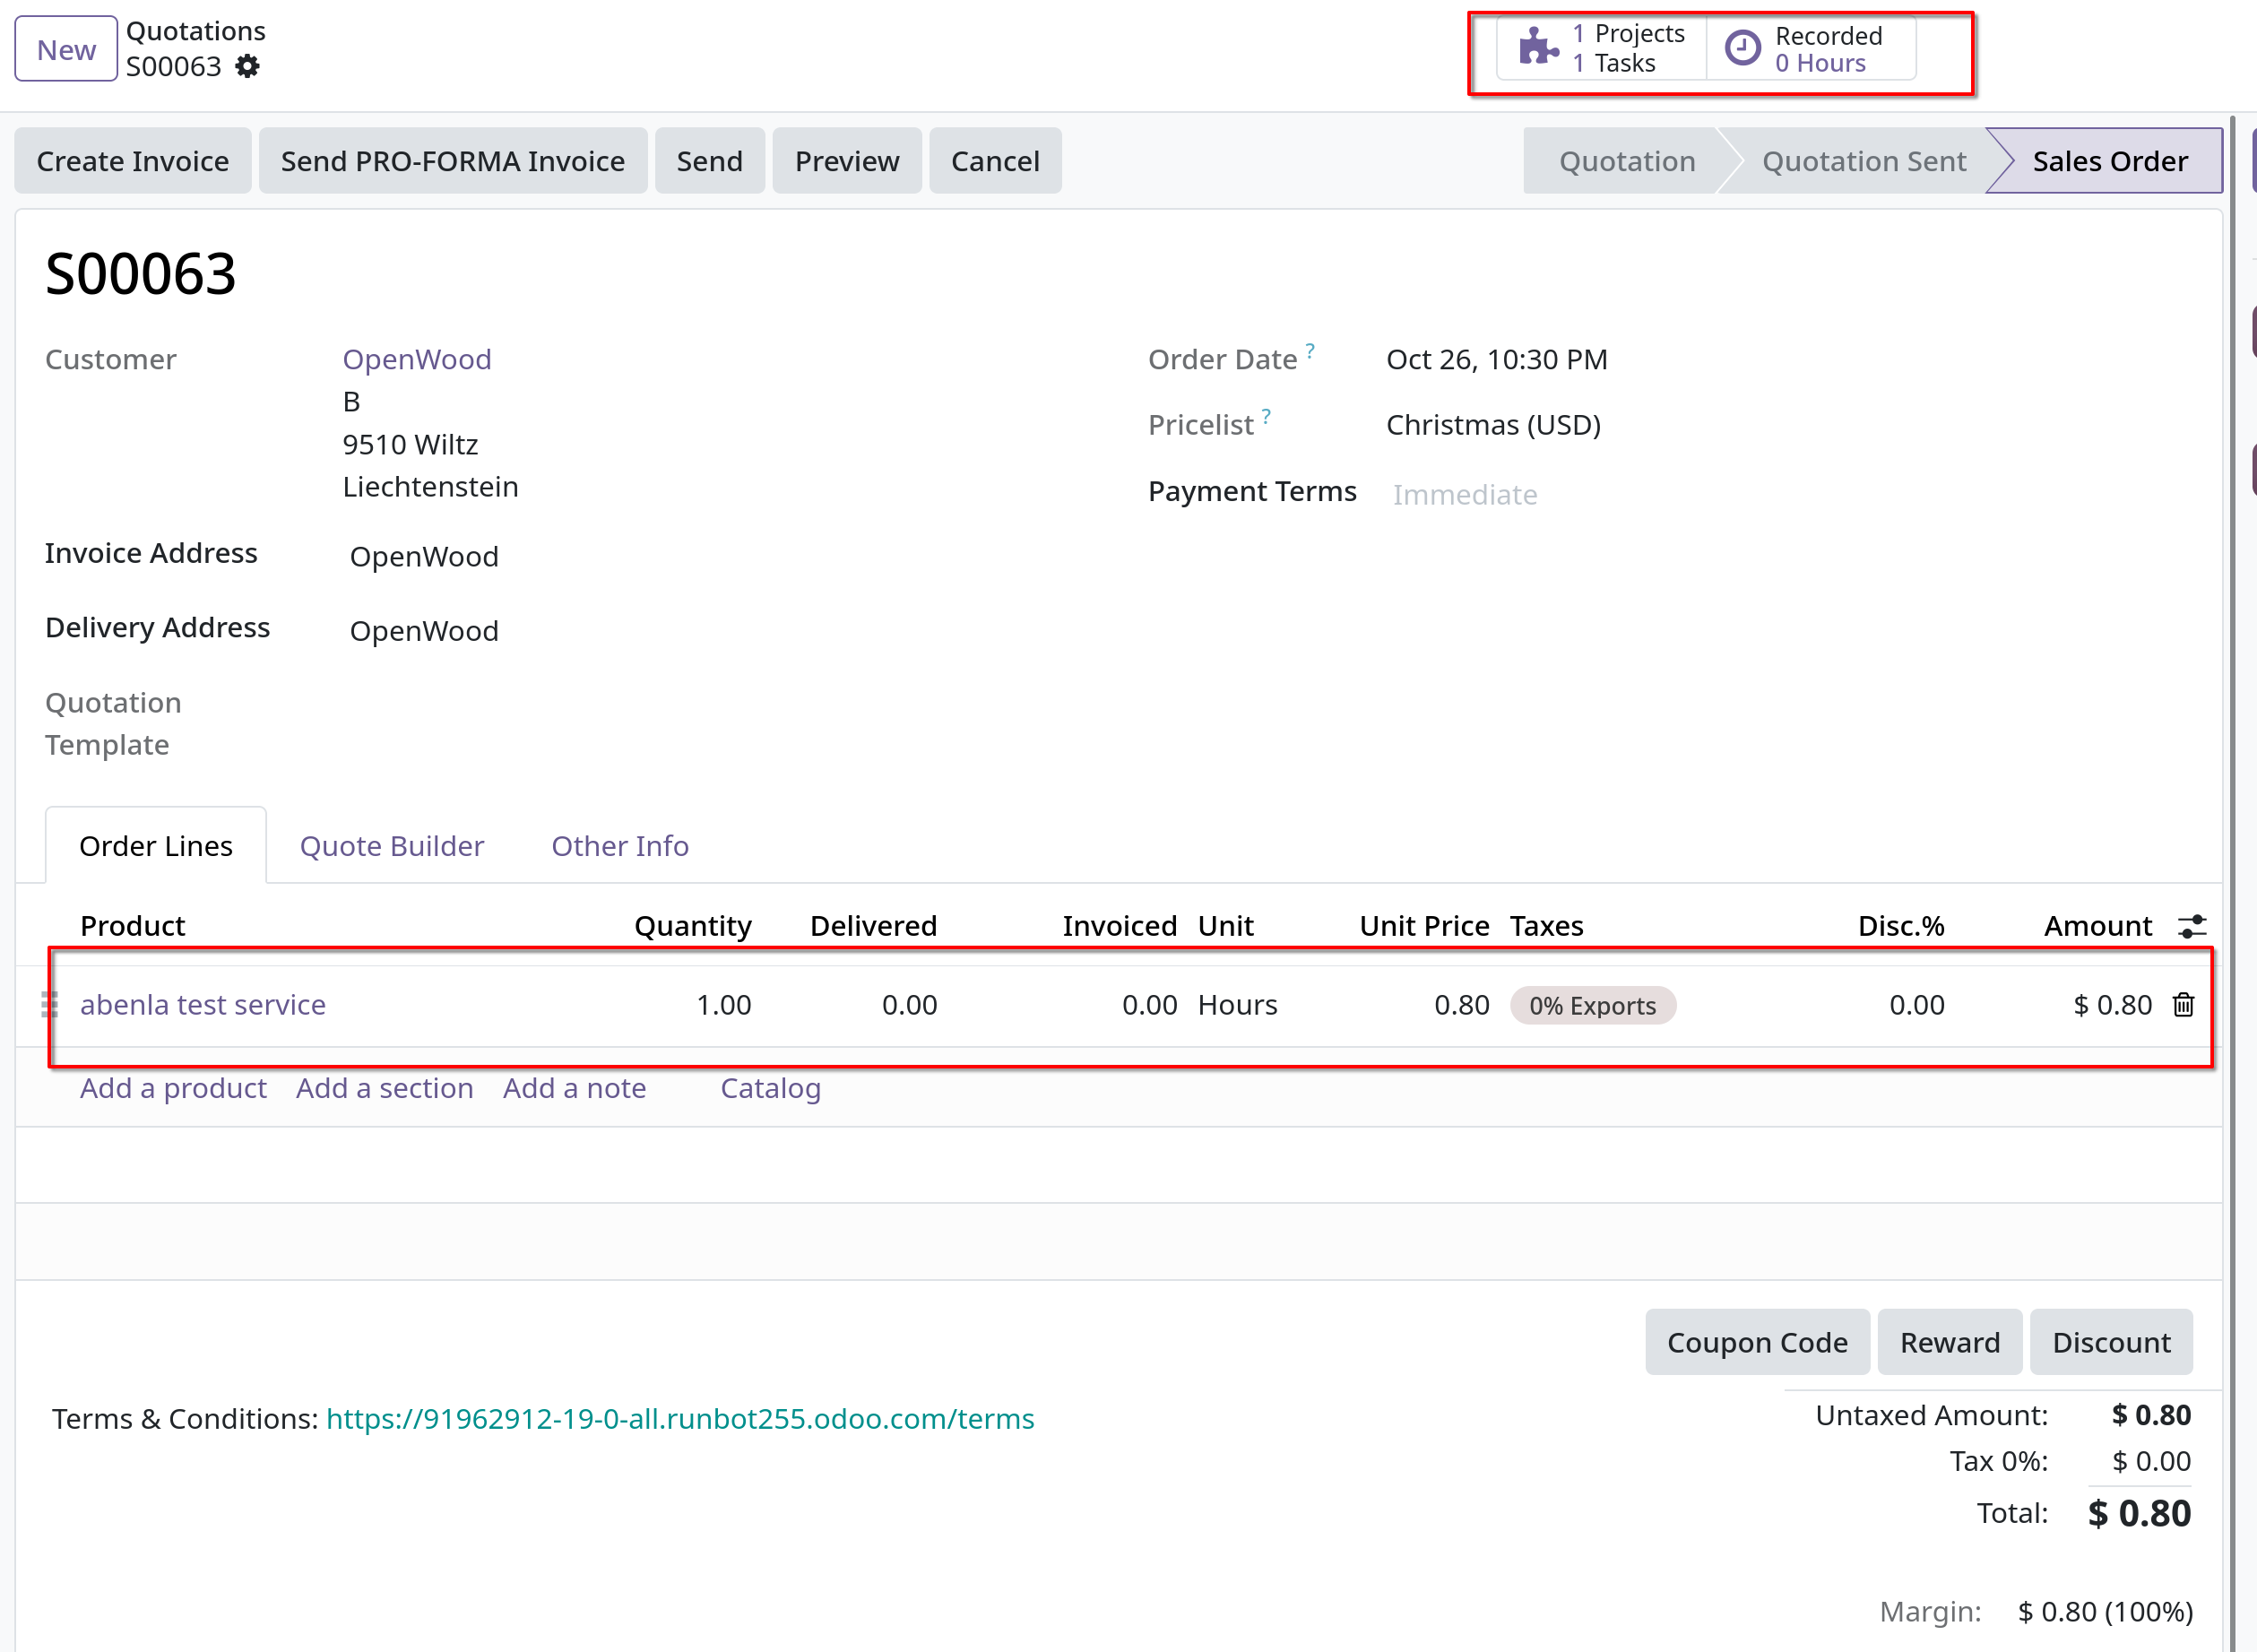 New
Quotations
S00063
1 Projects
1 Tasks
Recorded
0 Hours
Create Invoice Send PRO-FORMA Invoice Send Preview Cancel
Quotation Quotation Sent Sales Order
S00063
Customer OpenWood
B
9510 Wiltz
Liechtenstein
Invoice Address OpenWood
Delivery Address OpenWood
Quotation
Template
Order Date ? Oct 26, 10:30 PM
Pricelist ? Christmas (USD)
Payment Terms Immediate
Order Lines Quote Builder Other Info
Product Quantity Delivered Invoiced Unit Unit Price Taxes Disc.% Amount
abenla test service 1.00 0.00 0.00 Hours 0.80 0% Exports 0.00 $ 0.80
Add a product Add a section Add a note Catalog
Coupon Code Reward Discount
Terms & Conditions: https://91962912-19-0-all.runbot255.odoo.com/terms
Untaxed Amount: $ 0.80
Tax 0%: $ 0.00
Total: $ 0.80
Margin: $ 0.80 (100%)